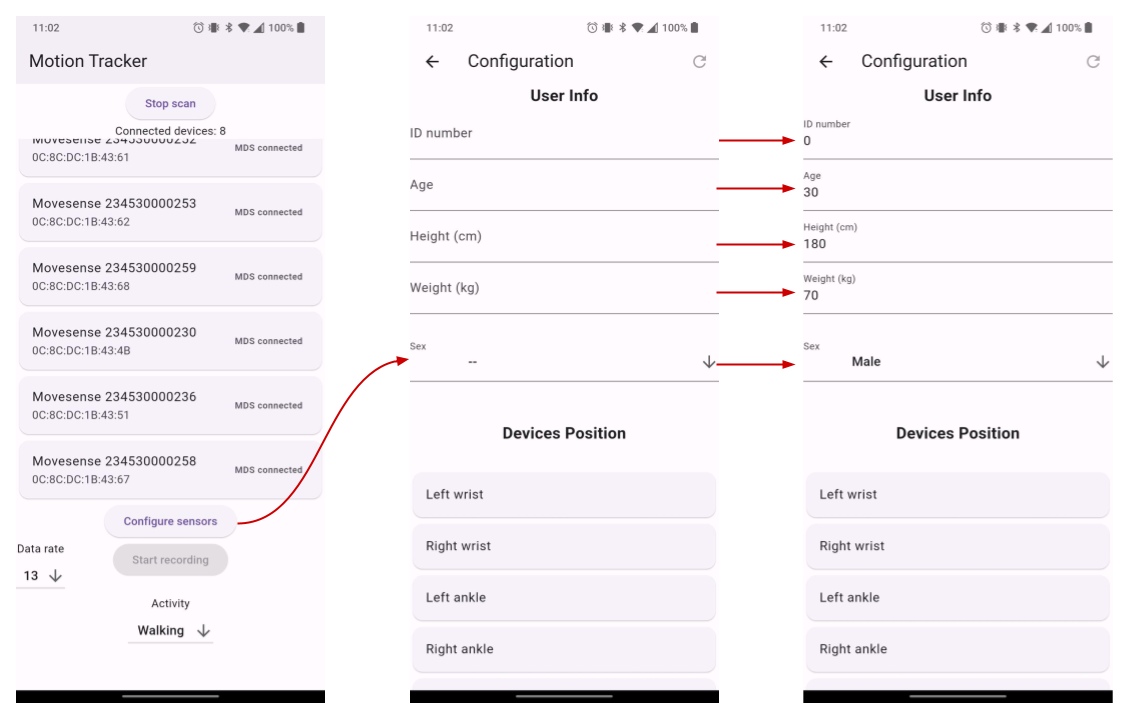 11:02
100%
Motion Tracker
Stop scan
Connected devices: 8
Movesense 234530000252
MDS connected
0C:8C:DC:1B:43:61
Movesense 234530000253
MDS connected
0C:8C:DC:1B:43:62
Movesense 234530000259
MDS connected
0C:8C:DC:1B:43:68
Movesense 234530000230
MDS connected
0C:8C:DC:1B:43:4B
Movesense 234530000236
MDS connected
0C:8C:DC:1B:43:51
Movesense 234530000258
MDS connected
0C:8C:DC:1B:43:67
Configure sensors
Data rate
13
Start recording
Activity
Walking
11:02
100%
Configuration
User Info
ID number
Age
Height (cm)
Weight (kg)
Sex
--
Devices Position
Left wrist
Right wrist
Left ankle
Right ankle
11:02
100%
Configuration
User Info
ID number
0
Age
30
Height (cm)
180
Weight (kg)
70
Sex
Male
Devices Position
Left wrist
Right wrist
Left ankle
Right ankle